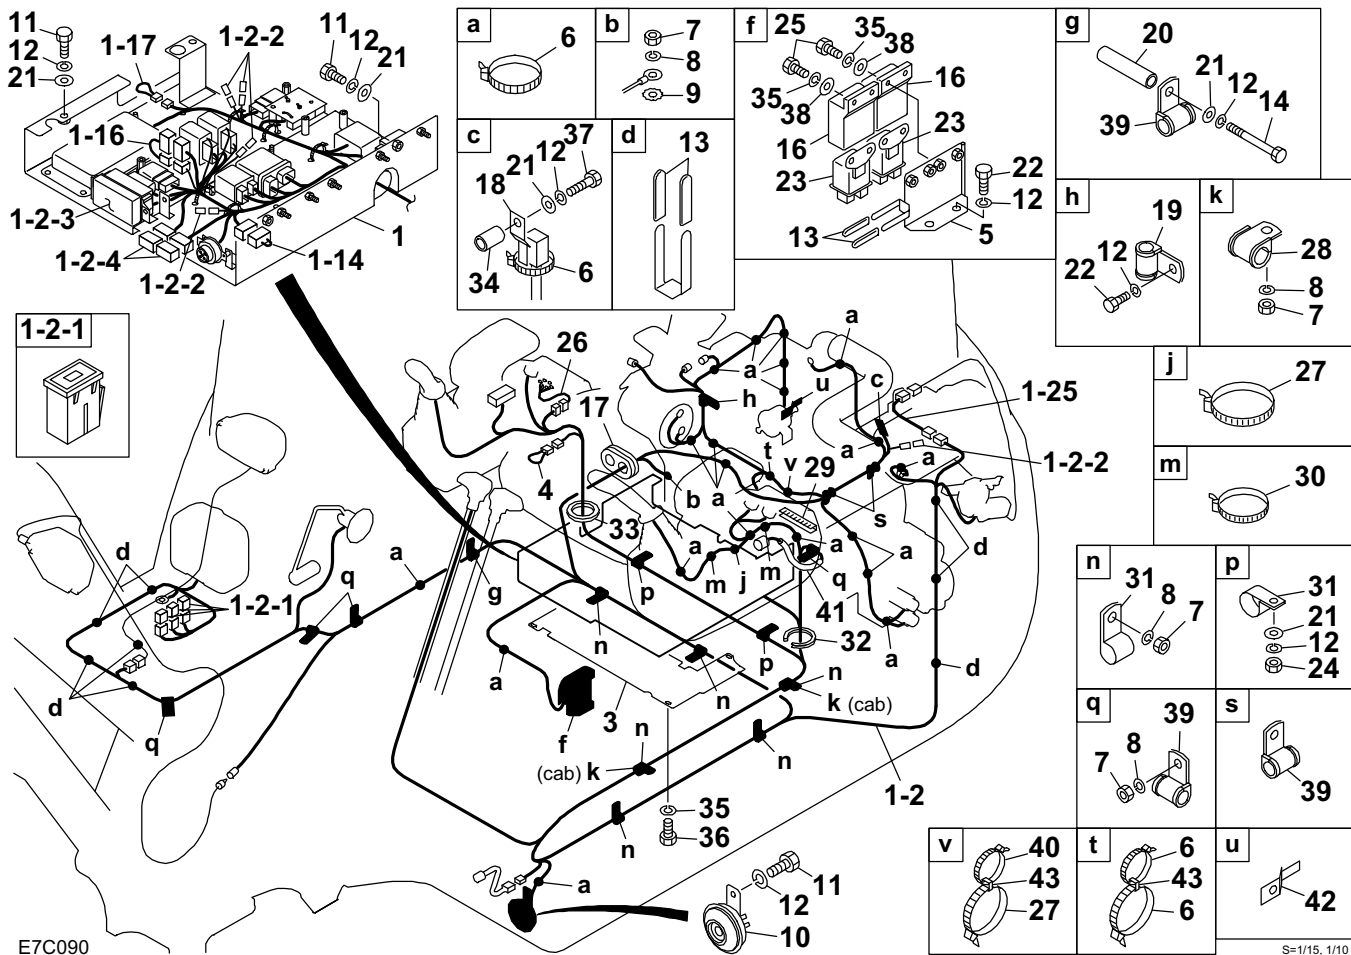 11
12
21
1-17
1-2-2
11
12
21
1-16
1-2-3
1-2-4
1-2-2
1-14
1
a
6
b
7
8
9
c
37
12
21
18
34
6
d
13
f
25
35
38
16
35
38
16
23
23
22
12
13
5
g
20
21
12
14
39
h
19
12
22
k
28
8
7
j
27
m
30
n
31
8
7
p
31
21
12
24
q
39
8
7
s
39
v
40
43
27
t
6
43
6
u
42
1-2-1
26
17
4
33
a
a
h
u
c
1-25
a
1-2-2
a
t
v
29
b
a
s
a
m
j
m
a
q
41
a
d
d
a
q
a
g
p
n
32
p
n
n
k (cab)
1-2-1
d
q
a
f
3
n
(cab) k
n
n
a
d
1-2
35
36
11
12
10
a
E7C090
S=1/15, 1/10